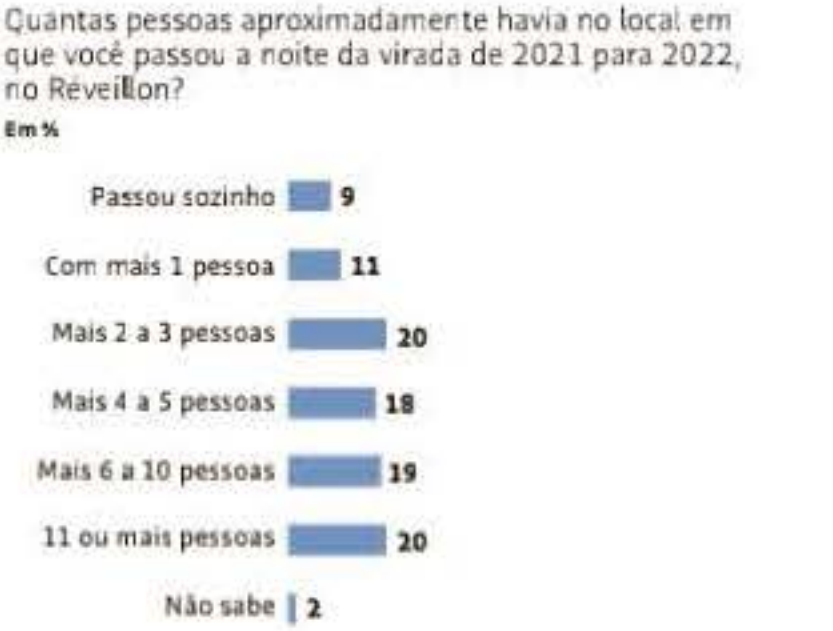 Quantas pessoas aproximadamente havia no local em
que você passou a noite da virada de 2021 para 2022,
no Réveillon?
Em %
Passou sozinho 9
Com mais 1 pessoa 11
Mais 2 a 3 pessoas 20
Mais 4 a 5 pessoas 18
Mais 6 a 10 pessoas 19
11 ou mais pessoas 20
Não sabe 2